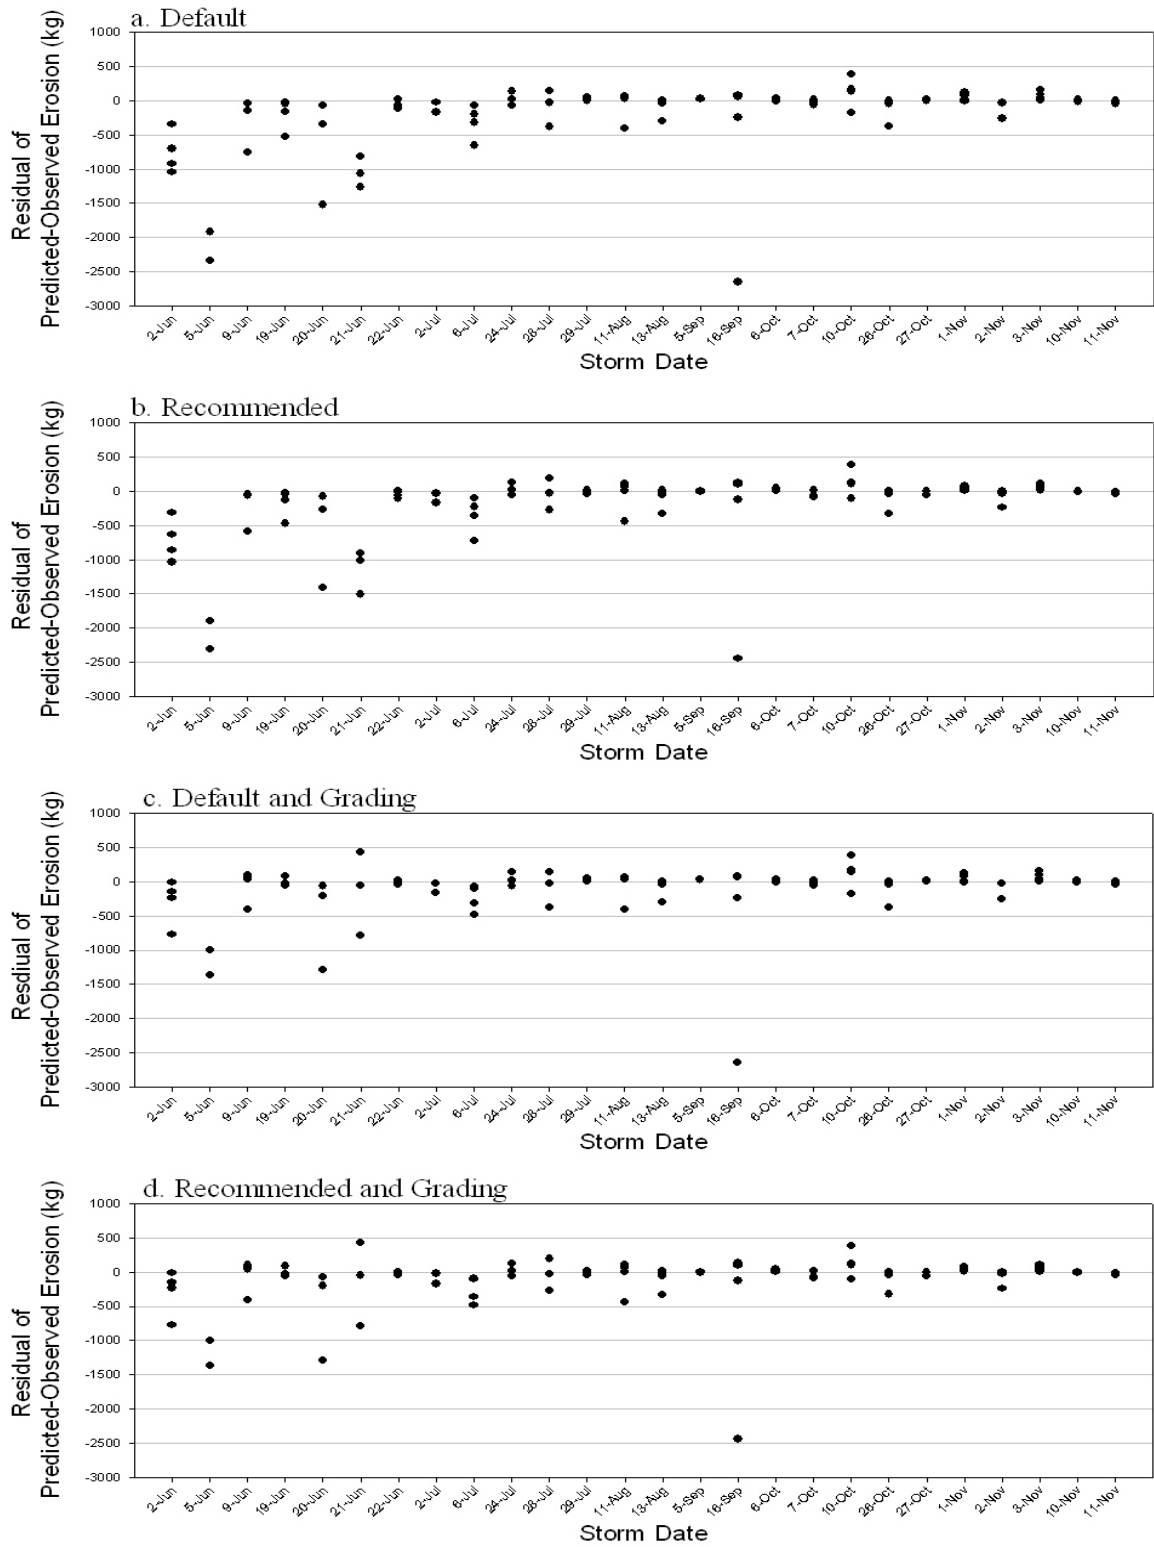 a. Default
Residual of
Predicted-Observed Erosion (kg)
1000
500
0
-500
-1000
-1500
-2000
-2500
-3000
2-Jun 5-Jun 9-Jun 19-Jun 20-Jun 21-Jun 22-Jun 2-Jul 6-Jul 24-Jul 28-Jul 29-Jul 11-Aug 13-Aug 5-Sep 16-Sep 6-Oct 7-Oct 10-Oct 26-Oct 27-Oct 1-Nov 2-Nov 3-Nov 10-Nov 11-Nov
Storm Date
b. Recommended
Residual of
Predicted-Observed Erosion (kg)
1000
500
0
-500
-1000
-1500
-2000
-2500
-3000
2-Jun 5-Jun 9-Jun 19-Jun 20-Jun 21-Jun 22-Jun 2-Jul 6-Jul 24-Jul 28-Jul 29-Jul 11-Aug 13-Aug 5-Sep 16-Sep 6-Oct 7-Oct 10-Oct 26-Oct 27-Oct 1-Nov 2-Nov 3-Nov 10-Nov 11-Nov
Storm Date
c. Default and Grading
Resdiual of
Predicted-Observed Erosion (kg)
1000
500
0
-500
-1000
-1500
-2000
-2500
-3000
2-Jun 5-Jun 9-Jun 19-Jun 20-Jun 21-Jun 22-Jun 2-Jul 6-Jul 24-Jul 28-Jul 29-Jul 11-Aug 13-Aug 5-Sep 16-Sep 6-Oct 7-Oct 10-Oct 26-Oct 27-Oct 1-Nov 2-Nov 3-Nov 10-Nov 11-Nov
Storm Date
d. Recommended and Grading
Residual of
Predicted-Observed Erosion (kg)
1000
500
0
-500
-1000
-1500
-2000
-2500
-3000
2-Jun 5-Jun 9-Jun 19-Jun 20-Jun 21-Jun 22-Jun 2-Jul 6-Jul 24-Jul 28-Jul 29-Jul 11-Aug 13-Aug 5-Sep 16-Sep 6-Oct 7-Oct 10-Oct 26-Oct 27-Oct 1-Nov 2-Nov 3-Nov 10-Nov 11-Nov
Storm Date